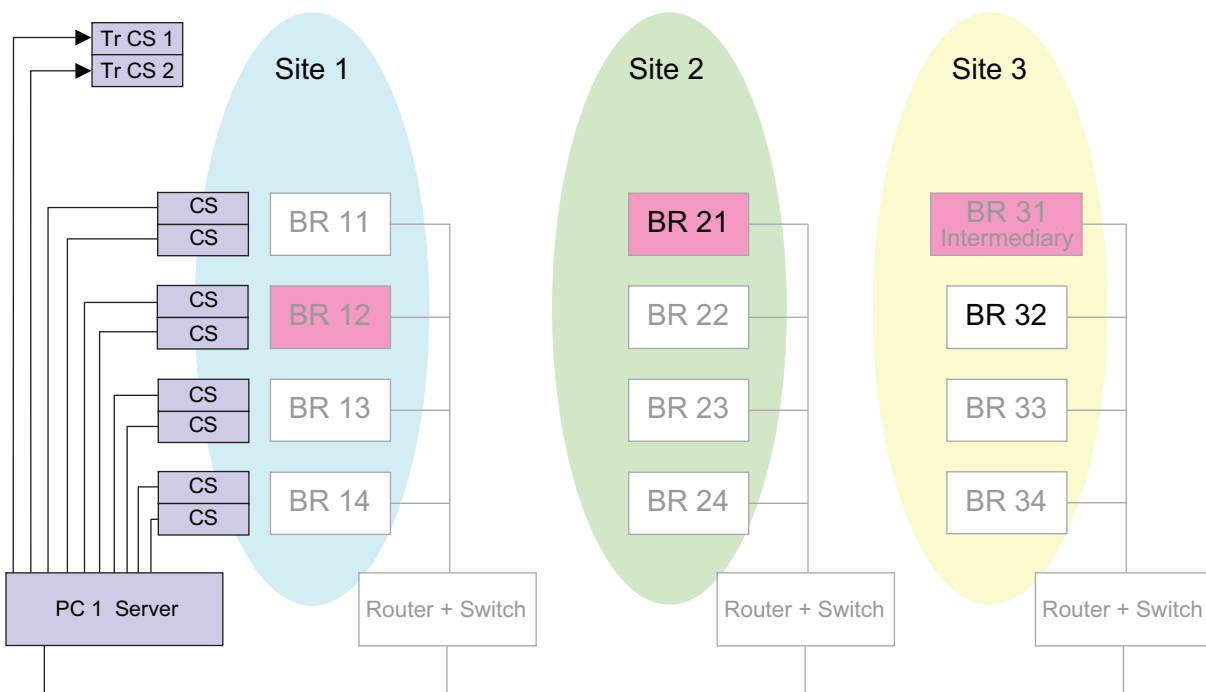 Tr CS 1
Tr CS 2
Site 1
Site 2
Site 3
CS
CS
BR 11
BR 21
BR 31
Intermediary
CS
CS
BR 12
BR 22
BR 32
CS
CS
BR 13
BR 23
BR 33
CS
CS
BR 14
BR 24
BR 34
PC 1 Server
Router + Switch
Router + Switch
Router + Switch